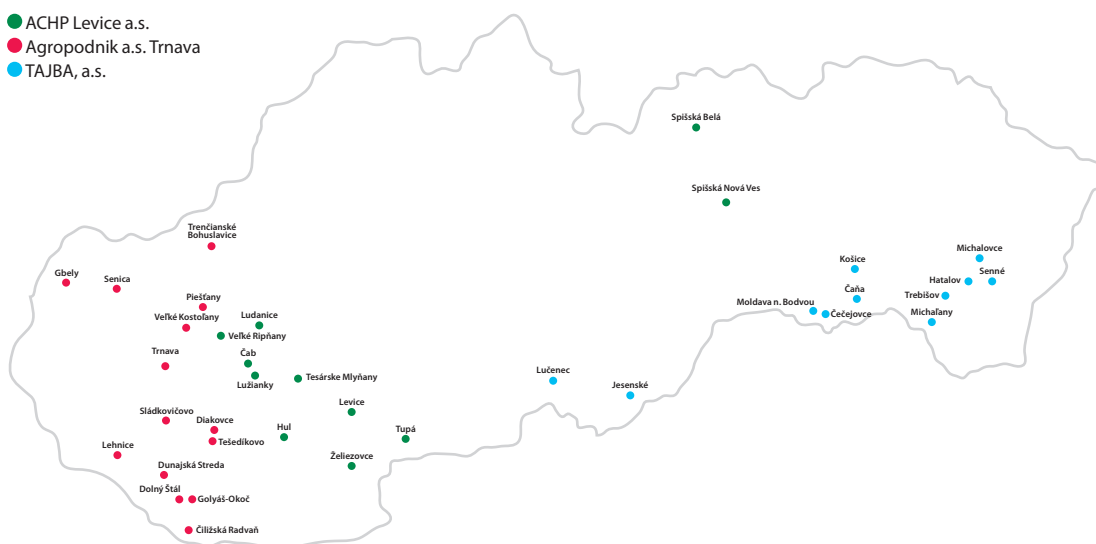 ACHP Levice a.s.
Agropodnik a.s. Trnava
TAJBA, a.s.
Spišská Belá
Spišská Nová Ves
Trenčianské
Bohuslavice
Gbely
Senica
Piešťany
Veľké Kostoľany
Ludanice
Veľké Ripňany
Trnava
Čab
Lužianky
Tesárske Mlyňany
Levice
Sládkovičovo
Diakovce
Tešedíkovo
Hul
Tupá
Lehnice
Želiezovce
Dunajská Streda
Dolný Štál
Golyáš-Okoč
Čiližská Radvaň
Lučenec
Jesenské
Michalovce
Košice
Hatalov
Senné
Čaňa
Trebišov
Moldava n. Bodvou
Čečejovce
Michaľany